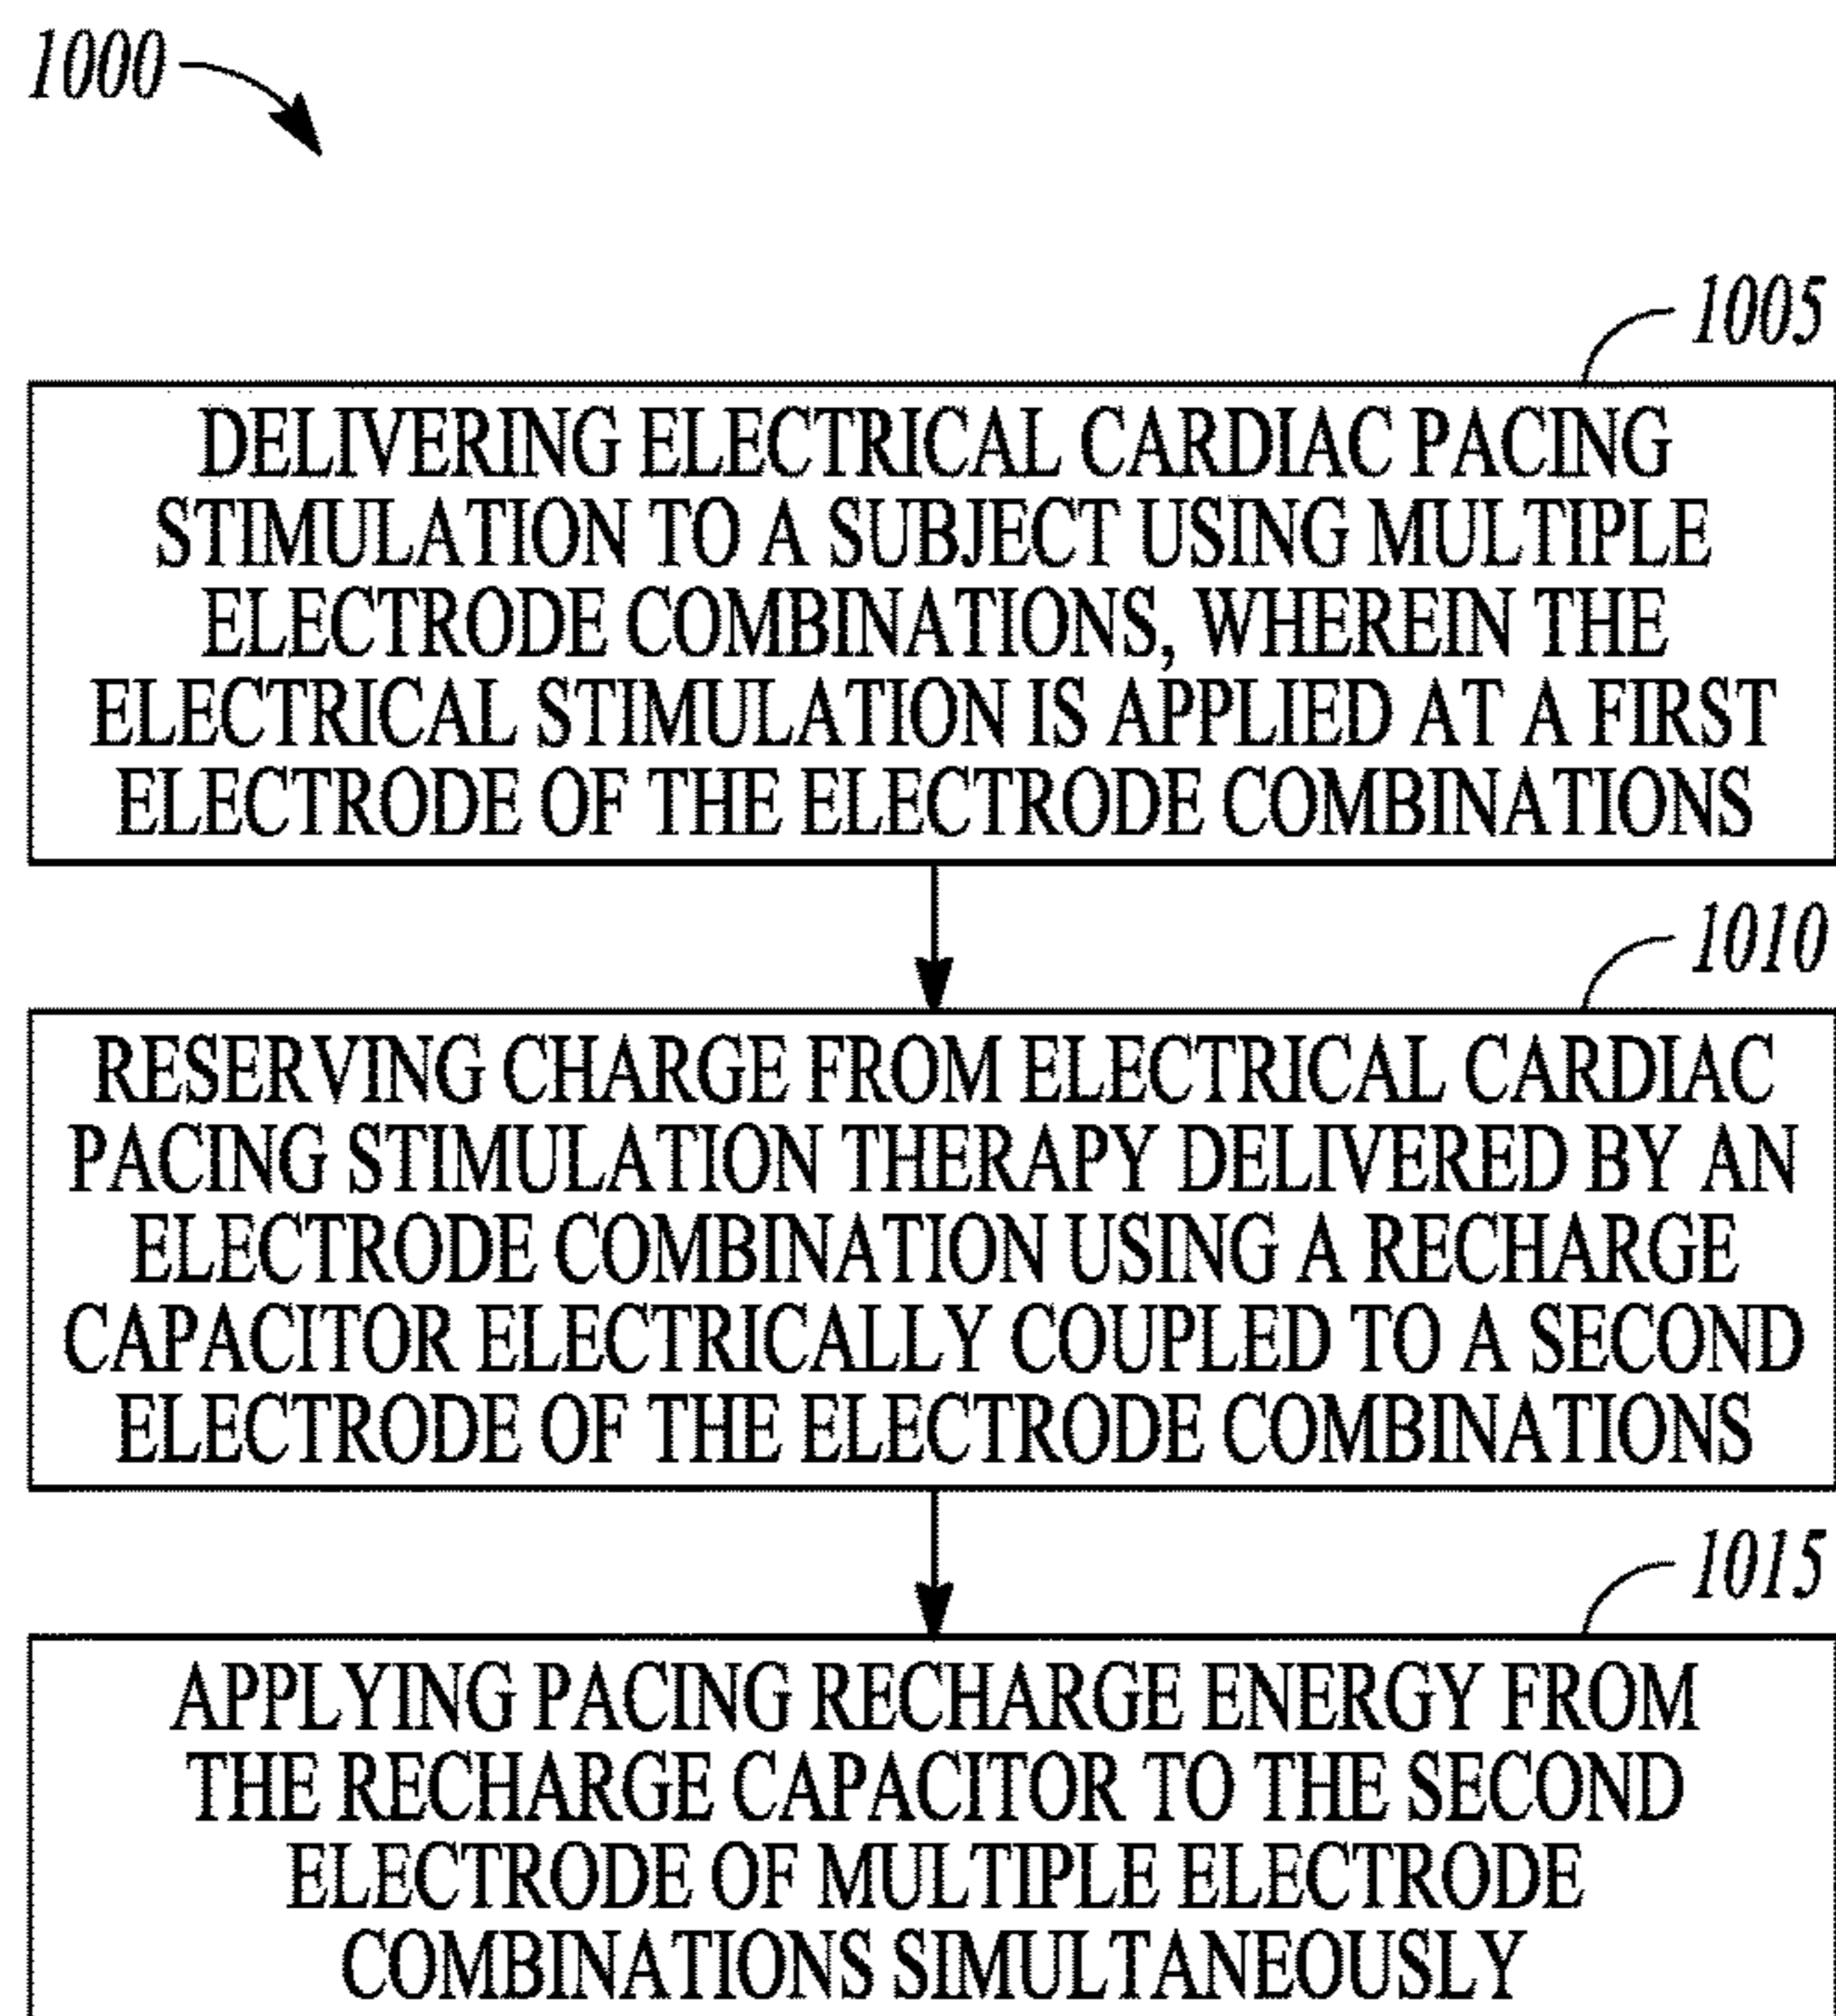 1000
1005
DELIVERING ELECTRICAL CARDIAC PACING
STIMULATION TO A SUBJECT USING MULTIPLE
ELECTRODE COMBINATIONS, WHEREIN THE
ELECTRICAL STIMULATION IS APPLIED AT A FIRST
ELECTRODE OF THE ELECTRODE COMBINATIONS
1010
RESERVING CHARGE FROM ELECTRICAL CARDIAC
PACING STIMULATION THERAPY DELIVERED BY AN
ELECTRODE COMBINATION USING A RECHARGE
CAPACITOR ELECTRICALLY COUPLED TO A SECOND
ELECTRODE OF THE ELECTRODE COMBINATIONS
1015
APPLYING PACING RECHARGE ENERGY FROM
THE RECHARGE CAPACITOR TO THE SECOND
ELECTRODE OF MULTIPLE ELECTRODE
COMBINATIONS SIMULTANEOUSLY